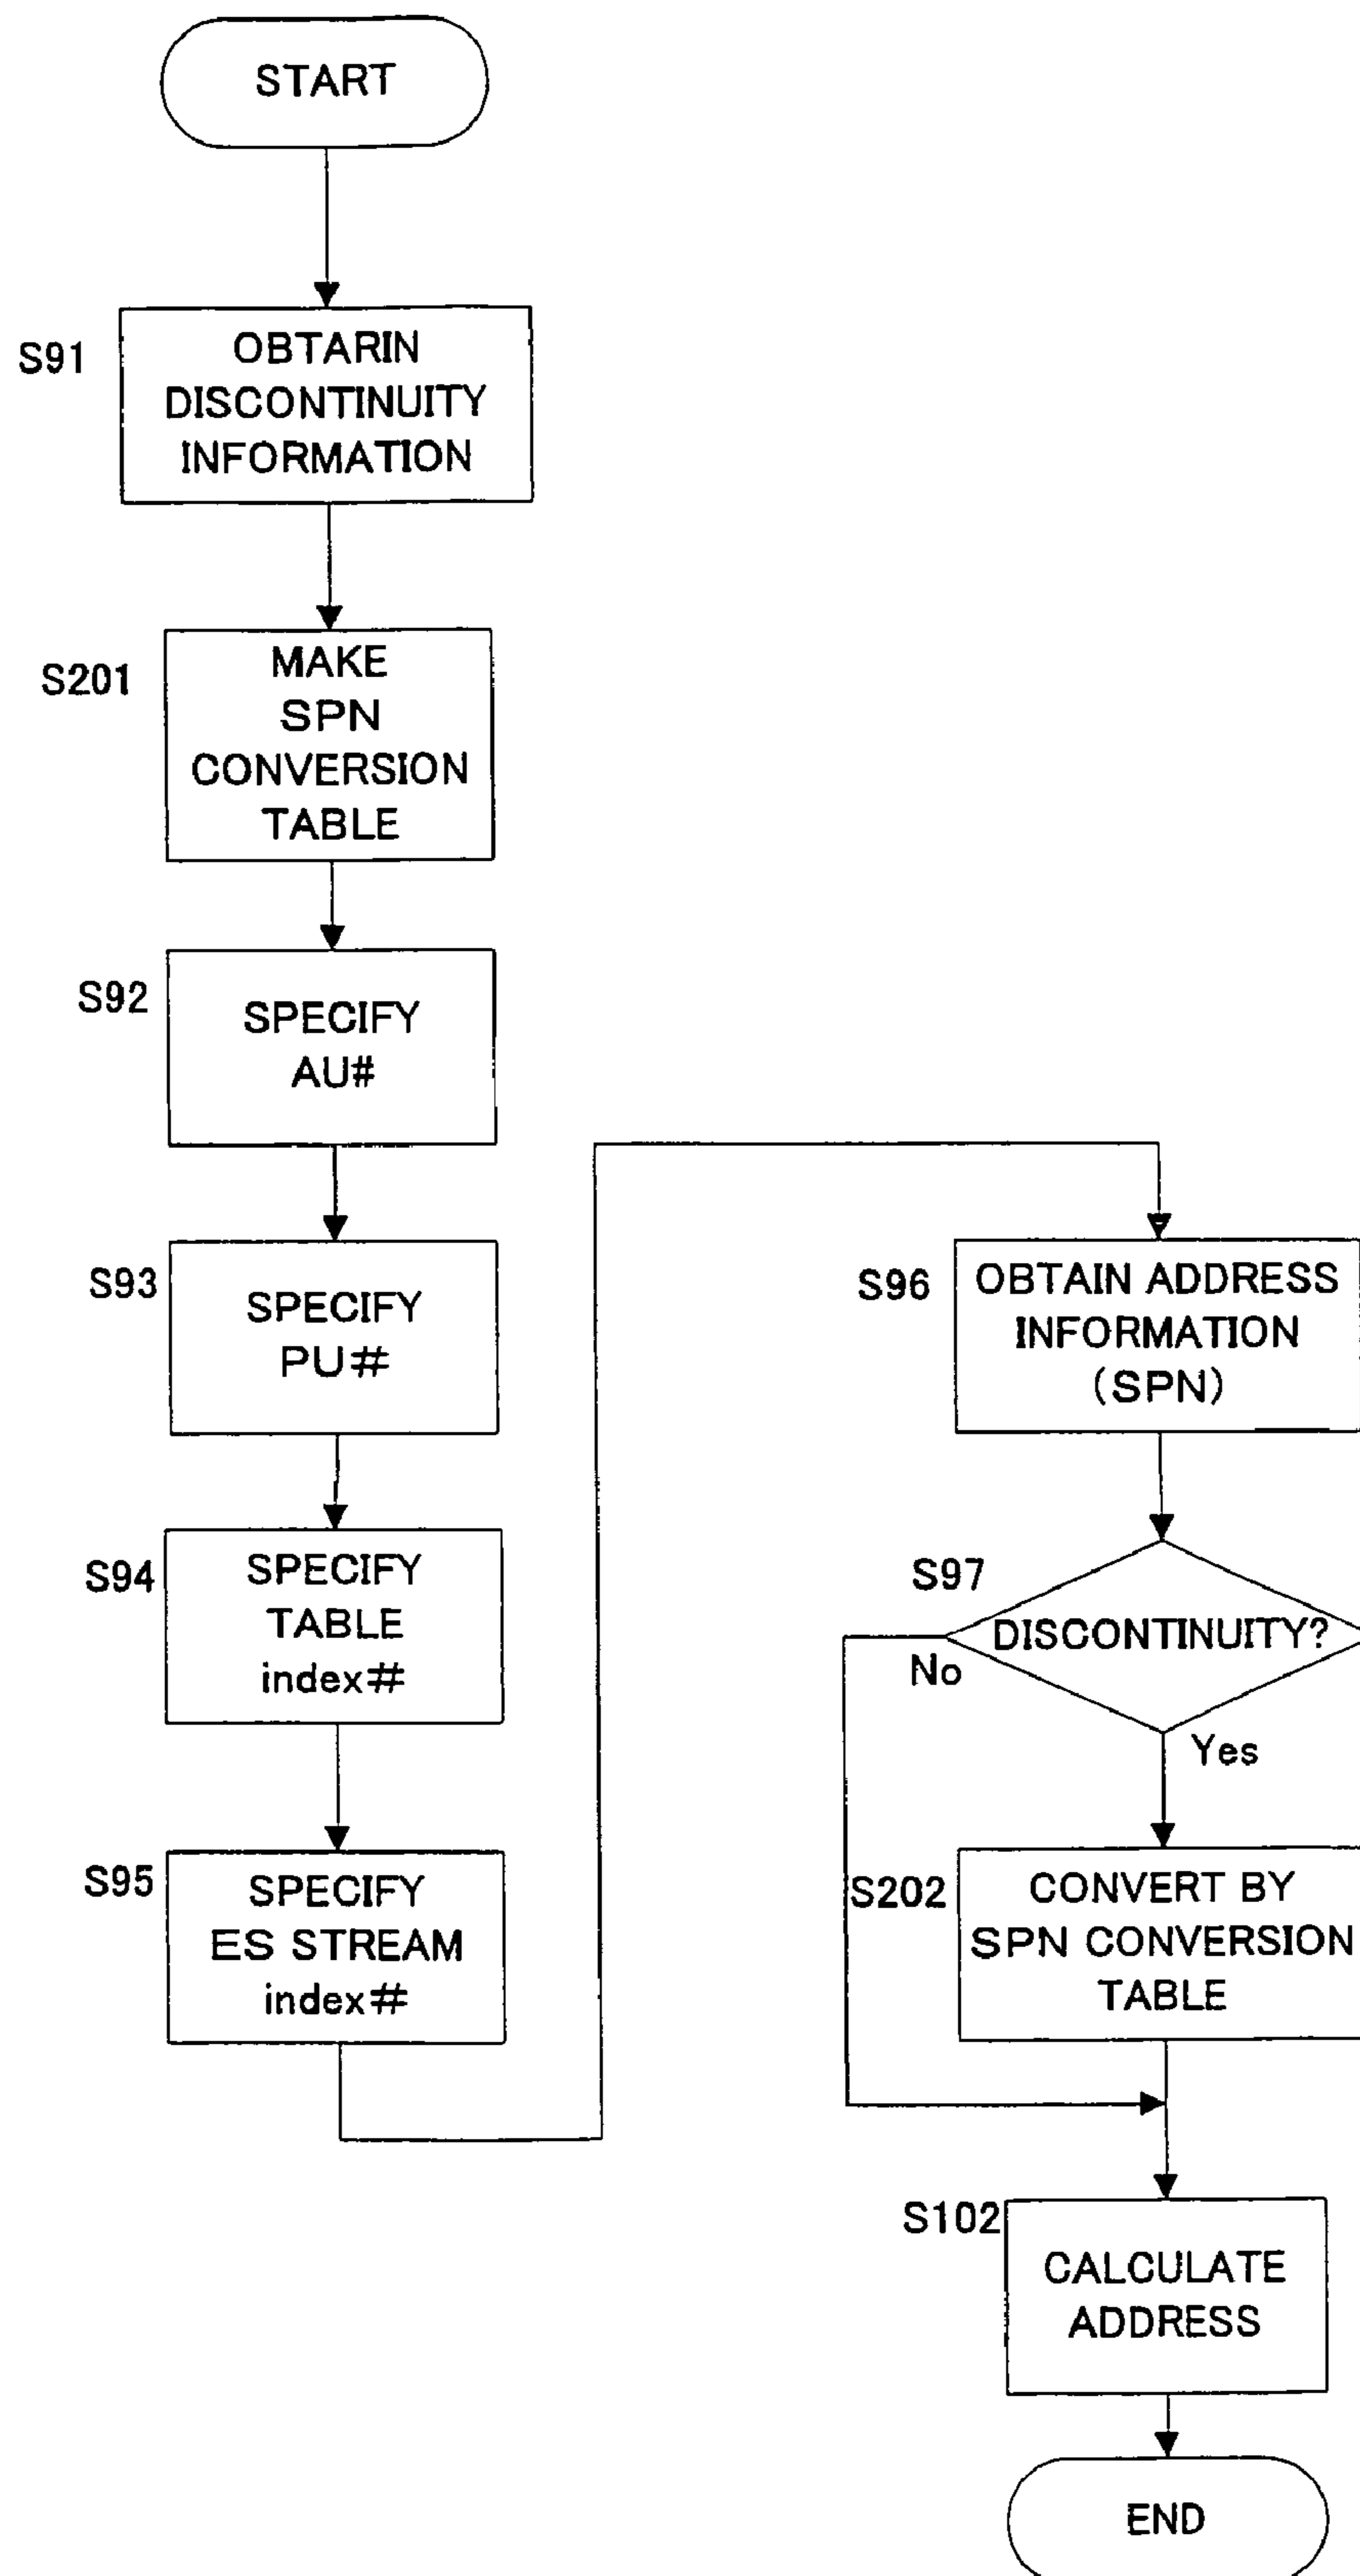 START
S91
OBTARIN
DISCONTINUITY
INFORMATION
S201
MAKE
SPN
CONVERSION
TABLE
S92
SPECIFY
AU#
S93
SPECIFY
PU#
S94
SPECIFY
TABLE
index#
S95
SPECIFY
ES STREAM
index#
S96
OBTAIN ADDRESS
INFORMATION
(SPN)
S97
DISCONTINUITY?
No
Yes
S202
CONVERT BY
SPN CONVERSION
TABLE
S102
CALCULATE
ADDRESS
END